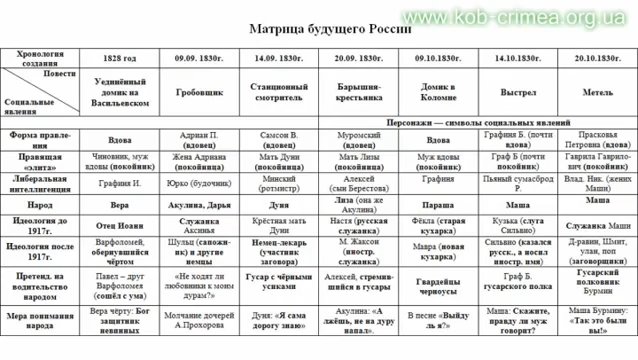 www.kob-crimea.org.ua
Матрица будущего России
Хронология создания 1828 год 09.09. 1830г. 14.09. 1830г. 20.09. 1830г. 09.10.1830г. 14.10.1830г. 20.10.1830г.
Повести
Социальные явления
Уединённый домик на Васильевском
Гробовщик
Станционный смотритель
Барышня-крестьянка
Домик в Коломне
Выстрел
Метель
Персонажи — символы социальных явлений
Форма правления Вдова Адриан П. (вдовец) Самсон В. (вдовец) Муромский (вдовец) Вдова Графиня Б. (почти вдова) Прасковья Петровна (вдова)
Правящая "элита" Чиновник, муж вдовы (покойник) Жена Адриана (покойница) Мать Дуни (покойница) Мать Лизы (покойница) Муж вдовы (покойник) Граф Б (почти покойник) Гаврила Гаврилович (покойник)
Либеральная интеллигенция Графиня И. Юрко (будочник) Минский (ротмистр) Алексей (сын Берестова) Графиня Пьяный сумасброд Р. Влад. Ник. (жених Маши)
Народ Вера Акулина, Дарья Дуня Лиза (она же Акулина) Параша Маша Маша
Идеология до 1917г. Отец Иоанн Служанка Аксинья Крёстная мать Дуни Настя (русская служанка) Фёкла (старая кухарка) Кузька (слуга Сильвио) Служанка Маши
Идеология после 1917г. Варфоломей, обернувшийся чёртом Шульц (сапожник) и другие немцы Немец-лекарь (участник заговора) М. Жаксон (иностр. служанка) Мавра (новая кухарка) Сильвио (казался русск., а носил иностр. имя) Д-равин, Шмит, улан, поп (заговорщики)
Претенд. на водительство народом Павел – друг Варфоломея (сошёл с ума) «Не ходят ли любовники к моим дурам?» Гусар с чёрными усиками Алексей, стремившийся в гусары Гвардейцы черноусы Граф Б. гусарского полка Гусарский полковник Бурмин
Мера понимания народа Вера чёрту: Бог защитник невинных Молчание дочерей А.Прохорова Дуня: «Я сама дорогу знаю» Акулина: «А лжёшь, не на дуру напал». В песне «Выйду ль я?» Маша: Скажите, правду ли муж говорит? Маша Бурмину: «Так это были вы!»